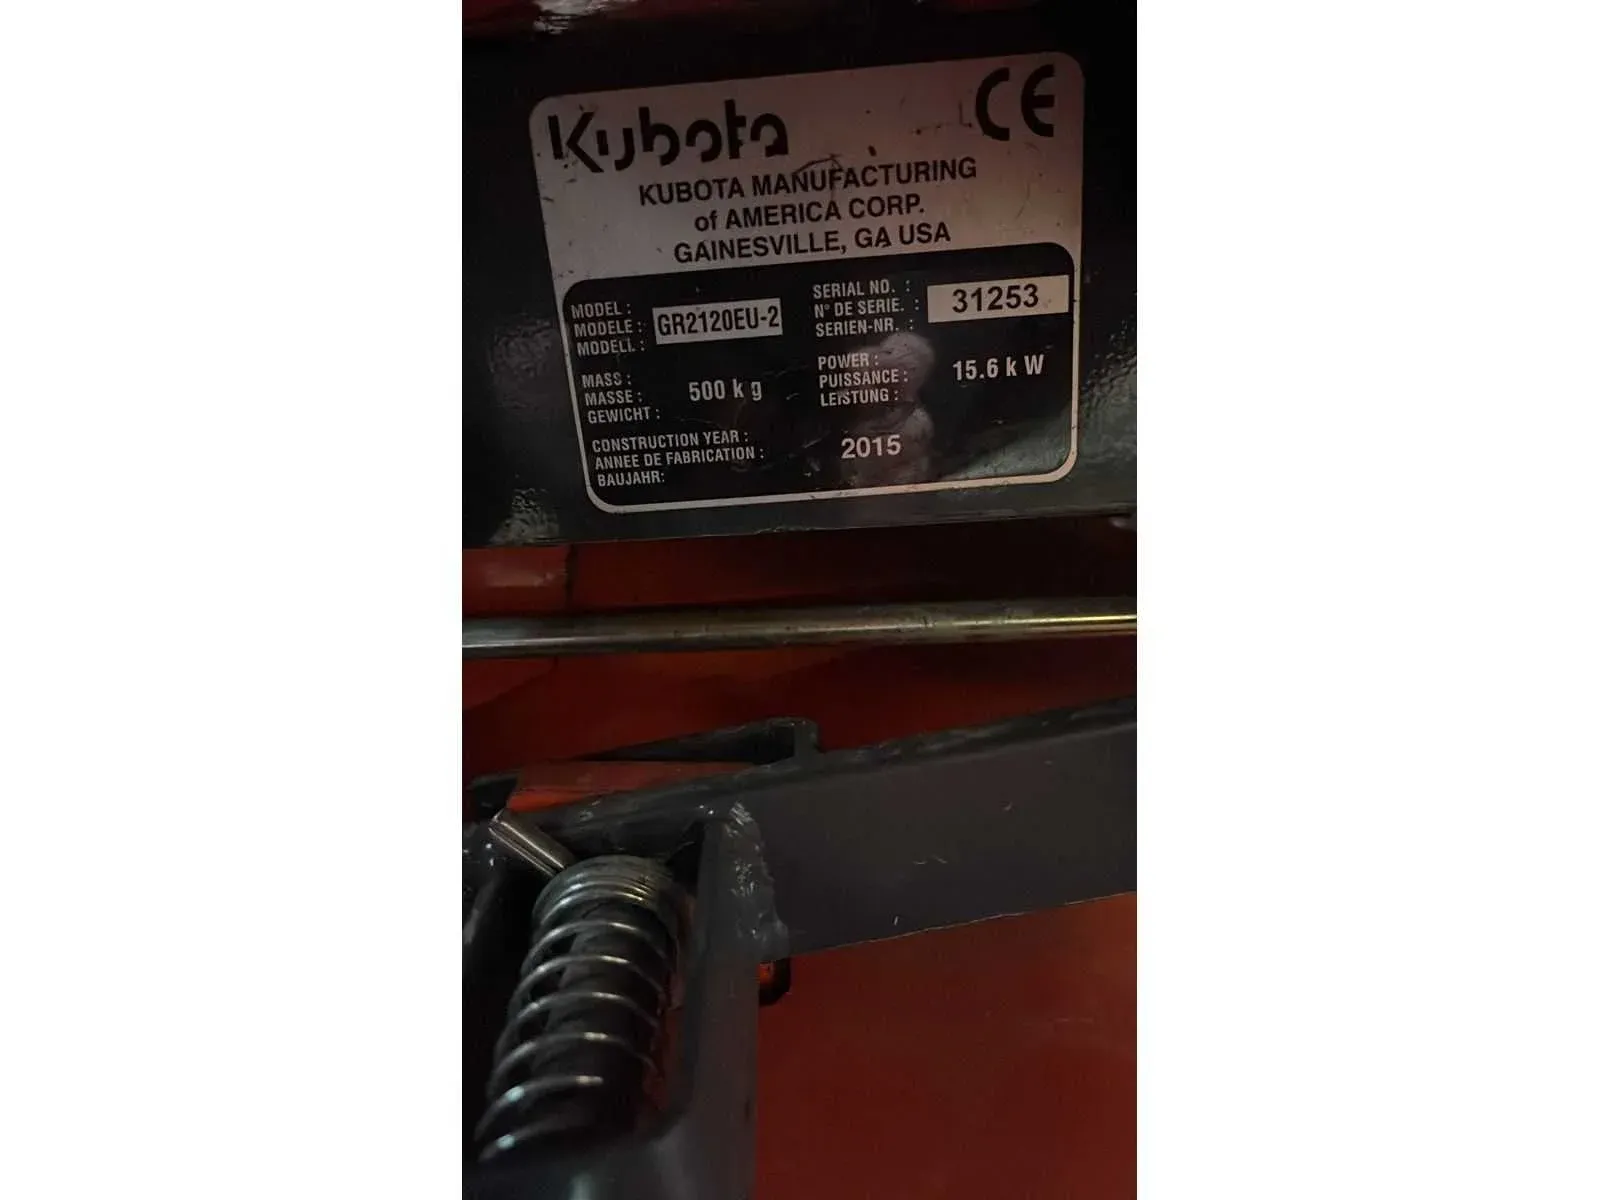 Kubota CE
KUBOTA MANUFACTURING
of AMERICA CORP.
GAINESVILLE, GA USA
MODEL :
MODELE : GR2120EU-2
MODELL :
SERIAL NO. :
N° DE SERIE. : 31253
SERIEN-NR. :
MASS :
MASSE : 500 kg
GEWICHT :
POWER :
PUISSANCE : 15.6 kW
LEISTUNG :
CONSTRUCTION YEAR :
ANNEE DE FABRICATION : 2015
BAUJAHR: